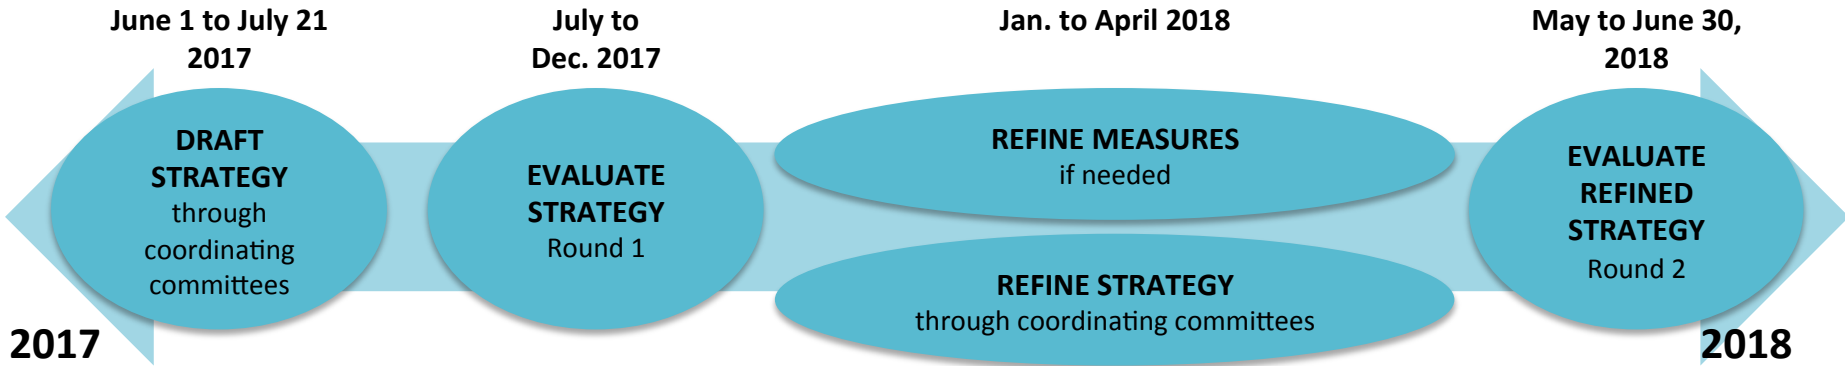 June 1 to July 21
2017
July to
Dec. 2017
Jan. to April 2018
May to June 30,
2018
DRAFT
STRATEGY
through
coordinating
committees
EVALUATE
STRATEGY
Round 1
REFINE MEASURES
if needed
REFINE STRATEGY
through coordinating committees
EVALUATE
REFINED
STRATEGY
Round 2
2017
2018